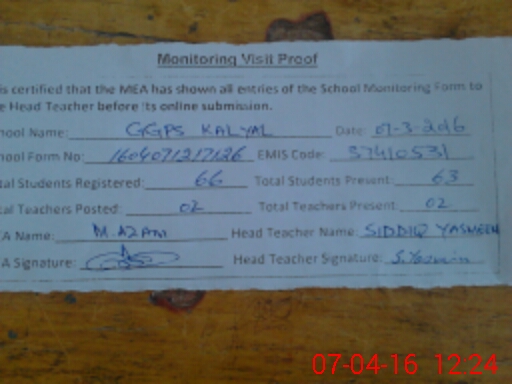 Monitoring Visit Proof
is certified that the MEA has shown all entries of the School Monitoring Form to
e Head Teacher before its online submission.
hool Name: GGPS KALYAL Date: 07-3-2016
hool Form No: 1604071217126 EMIS Code: 37410531
tal Students Registered: 66 Total Students Present: 63
tal Teachers Posted: 02 Total Teachers Present 02
A Name: M. AZAM Head Teacher Name: SIDDIQ YASMEEN
A Signature: Head Teacher Signature: S.Yasmin
07-04-16 12:24